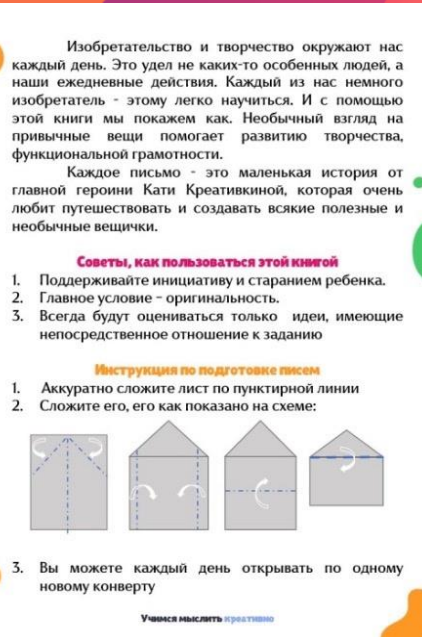 Изобретательство и творчество окружают нас
каждый день. Это удел не каких-то особенных людей, а
наши ежедневные действия. Каждый из нас немного
изобретатель - этому легко научиться. И с помощью
этой книги мы покажем как. Необычный взгляд на
привычные вещи помогает развитию творчества,
функциональной грамотности.
Каждое письмо - это маленькая история от
главной героини Кати Креативкиной, которая очень
любит путешествовать и создавать всякие полезные и
необычные вещички.
Советы, как пользоваться этой книгой
1. Поддерживайте инициативу и старанием ребенка.
2. Главное условие – оригинальность.
3. Всегда будут оцениваться только идеи, имеющие
непосредственное отношение к заданию
Инструкция по подготовке писем
1. Аккуратно сложите лист по пунктирной линии
2. Сложите его, его как показано на схеме:
3. Вы можете каждый день открывать по одному
новому конверту
Учимся мыслить креативно